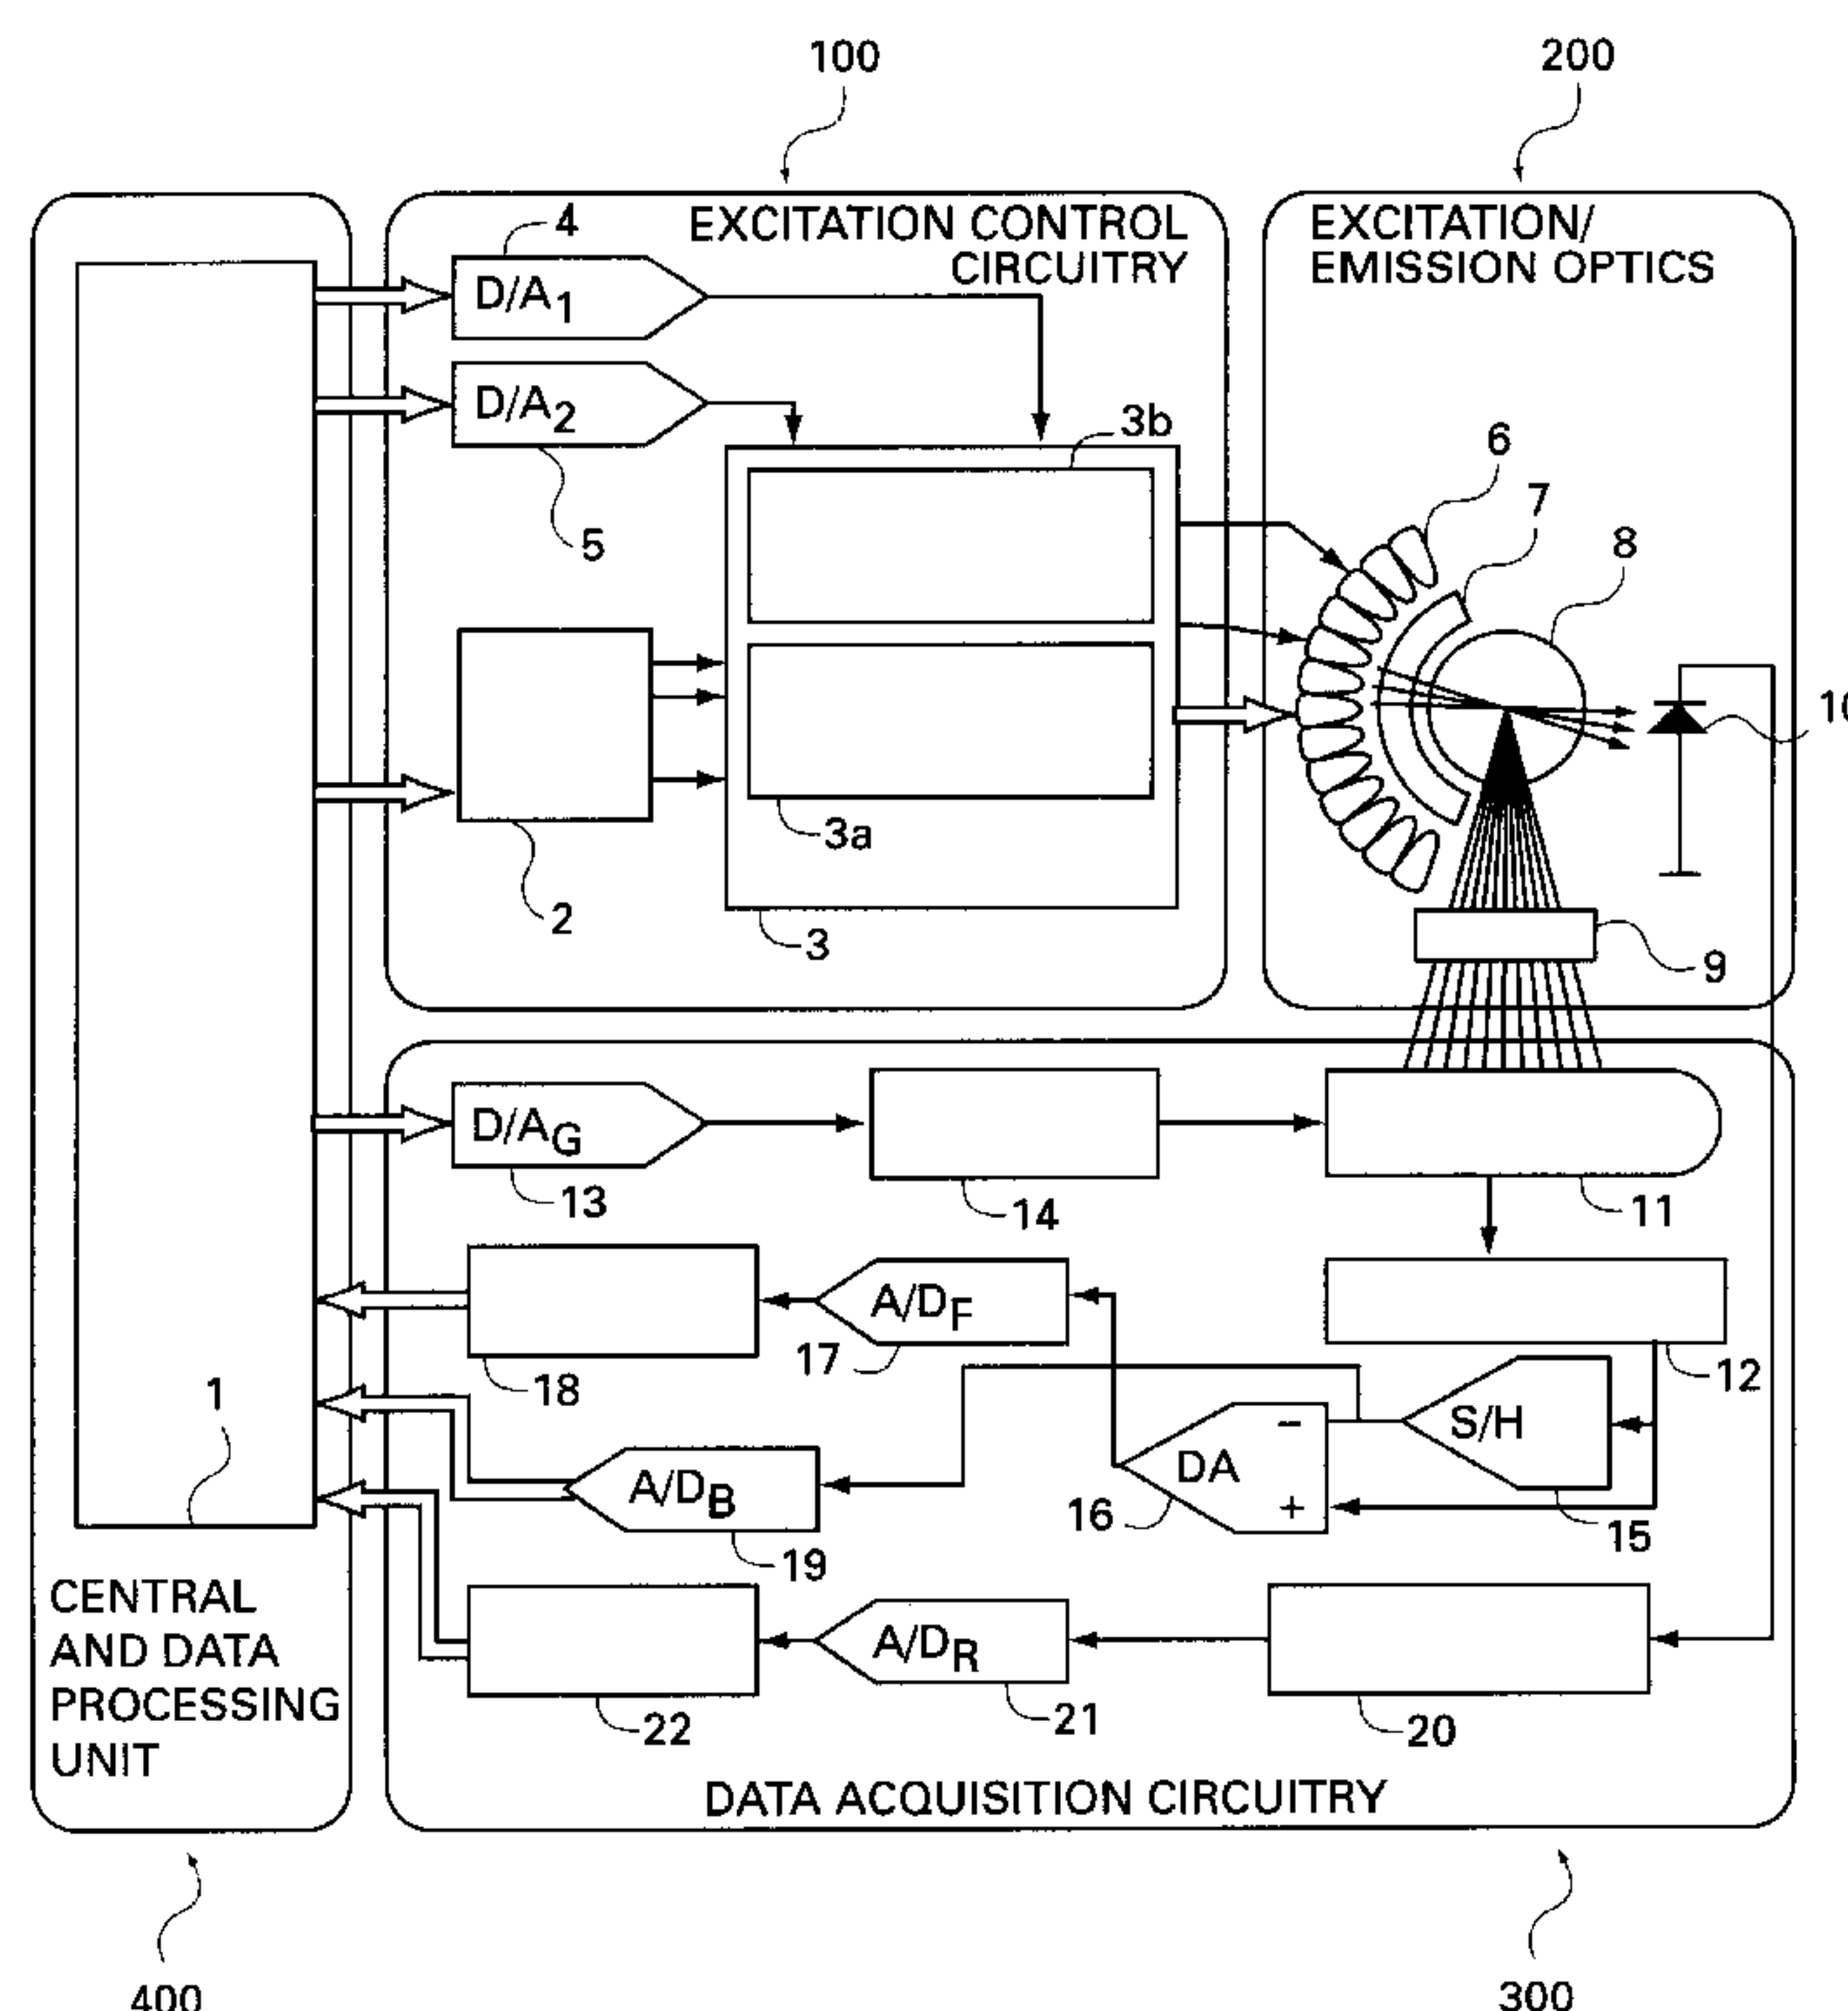 100
200
EXCITATION CONTROL
CIRCUITRY
EXCITATION/
EMISSION OPTICS
4
D/A1
D/A2
5
3b
6
7
8
2
3a
3
9
D/AG
13
14
11
A/DF
17
18
12
1
S/H
15
DA
−
+
16
A/DB
19
A/DR
21
22
20
CENTRAL
AND DATA
PROCESSING
UNIT
DATA ACQUISITION CIRCUITRY
400
300